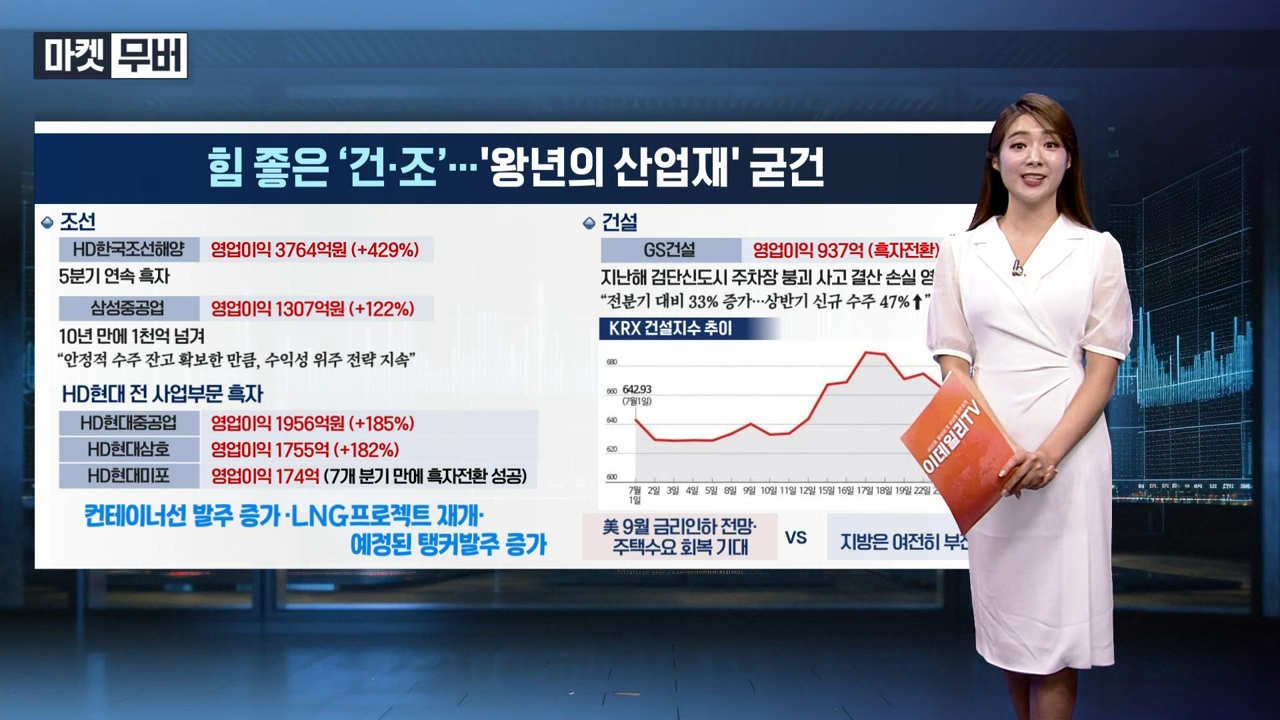 마켓무버
힘 좋은 ‘건·조’…'왕년의 산업재' 굳건
조선
HD한국조선해양 영업이익 3764억원 (+429%)
5분기 연속 흑자
삼성중공업 영업이익 1307억원 (+122%)
10년 만에 1천억 넘겨
“안정적 수주 잔고 확보한 만큼, 수익성 위주 전략 지속”
HD현대 전 사업부문 흑자
HD현대중공업 영업이익 1956억원 (+185%)
HD현대삼호 영업이익 1755억 (+182%)
HD현대미포 영업이익 174억 (7개 분기 만에 흑자전환 성공)
컨테이너선 발주 증가·LNG프로젝트 재개·
예정된 탱커발주 증가
건설
GS건설 영업이익 937억 (흑자전환)
지난해 검단신도시 주차장 붕괴 사고 결산 손실 영
“전분기 대비 33% 증가…상반기 신규 수주 47%↑”
KRX 건설지수 추이
680
660
640
620
600
642.93
(7월1일)
7월 1일 2일 3일 4일 5일 8일 9일 10일 11일 12일 15일 16일 17일 18일 19일 22일
美 9월 금리인하 전망·
주택수요 회복 기대
VS
지방은 여전히
이데일리TV